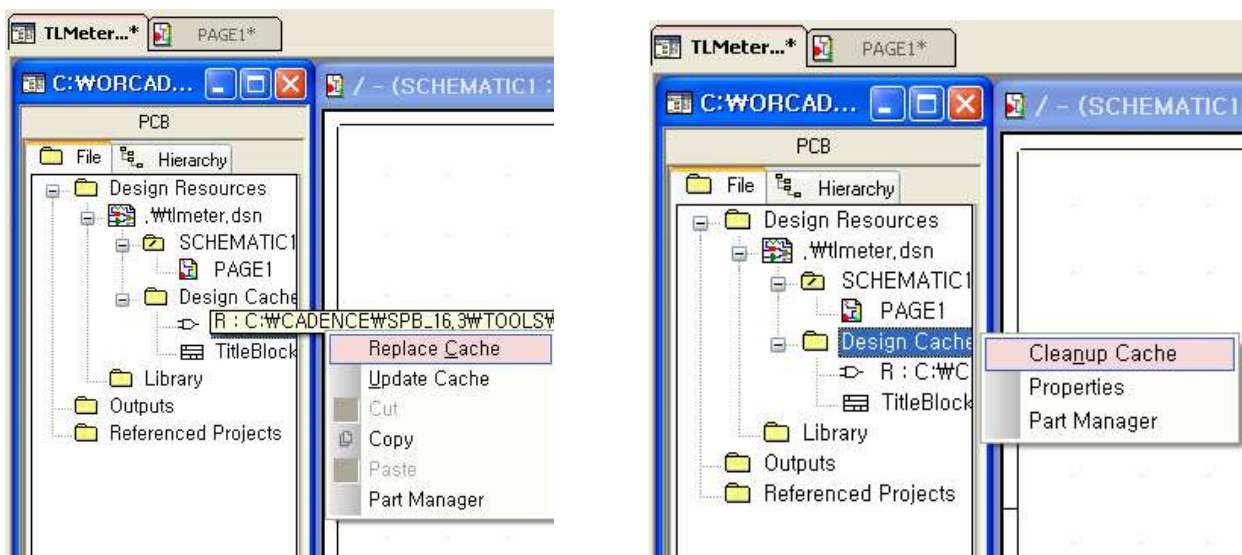 TLMeter...*
PAGE1*
C:₩ORCAD...
/ - (SCHEMATIC1 :
PCB
File
Hierarchy
Design Resources
.₩tlmeter.dsn
SCHEMATIC1
PAGE1
Design Cache
R : C:₩CADENCE₩SPB_16.3₩TOOLS₩
TitleBlock
Library
Outputs
Referenced Projects
Replace Cache
Update Cache
Cut
Copy
Paste
Part Manager
TLMeter...*
PAGE1*
C:₩ORCAD...
/ - (SCHEMATIC1
PCB
File
Hierarchy
Design Resources
.₩tlmeter.dsn
SCHEMATIC1
PAGE1
Design Cache
R : C:₩C
TitleBlock
Library
Outputs
Referenced Projects
Cleanup Cache
Properties
Part Manager